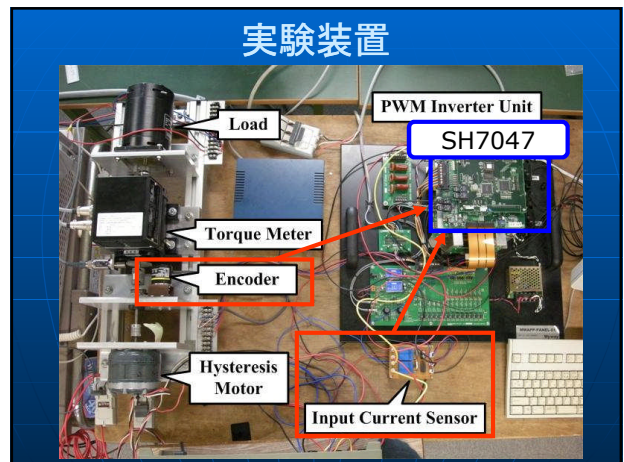 実験装置
PWM Inverter Unit
Load
SH7047
Torque Meter
Encoder
Hysteresis
Motor
Input Current Sensor